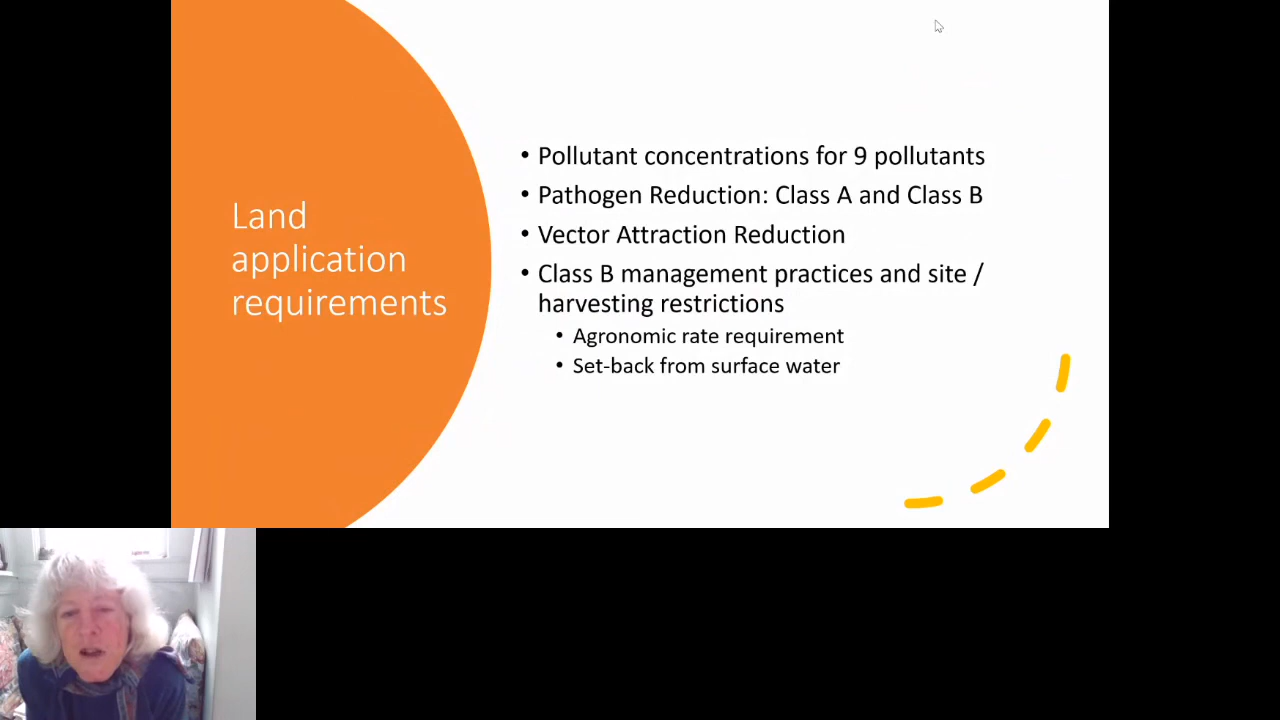 Land
application
requirements
• Pollutant concentrations for 9 pollutants
• Pathogen Reduction: Class A and Class B
• Vector Attraction Reduction
• Class B management practices and site /
harvesting restrictions
• Agronomic rate requirement
• Set-back from surface water